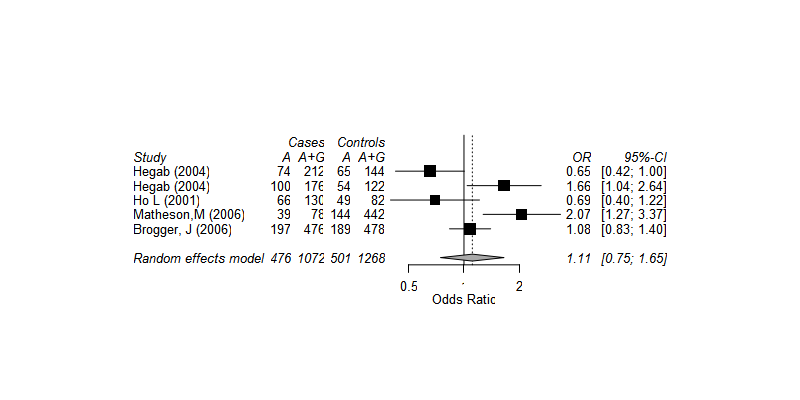 Cases Controls
Study A A+G A A+G OR 95%-CI
Hegab (2004) 74 212 65 144 0.65 [0.42; 1.00]
Hegab (2004) 100 176 54 122 1.66 [1.04; 2.64]
Ho L (2001) 66 130 49 82 0.69 [0.40; 1.22]
Matheson,M (2006) 39 78 144 442 2.07 [1.27; 3.37]
Brogger, J (2006) 197 476 189 478 1.08 [0.83; 1.40]
Random effects model 476 1072 501 1268 1.11 [0.75; 1.65]
0.5 2
Odds Ratio